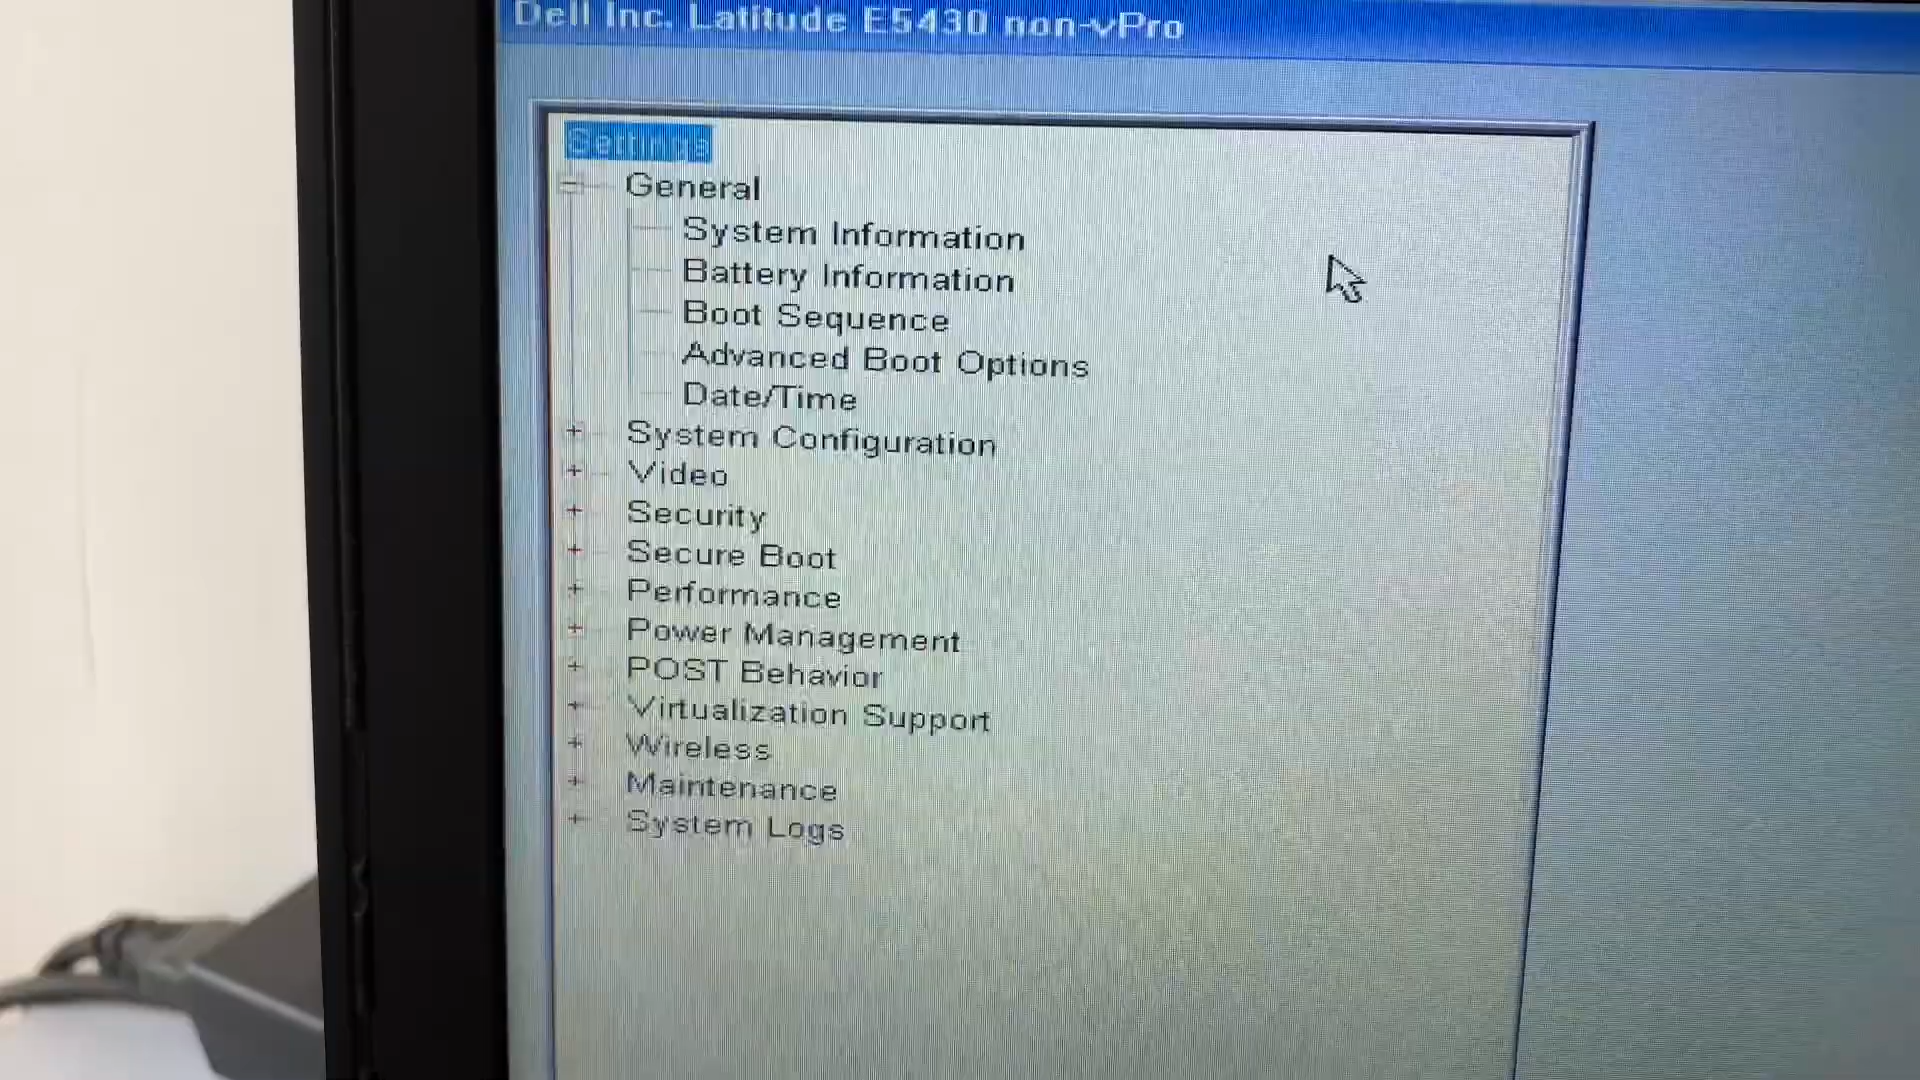 Dell Inc. Latitude E5430 non-vPro
Settings
General
System Information
Battery Information
Boot Sequence
Advanced Boot Options
Date/Time
System Configuration
Video
Security
Secure Boot
Performance
Power Management
POST Behavior
Virtualization Support
Wireless
Maintenance
System Logs